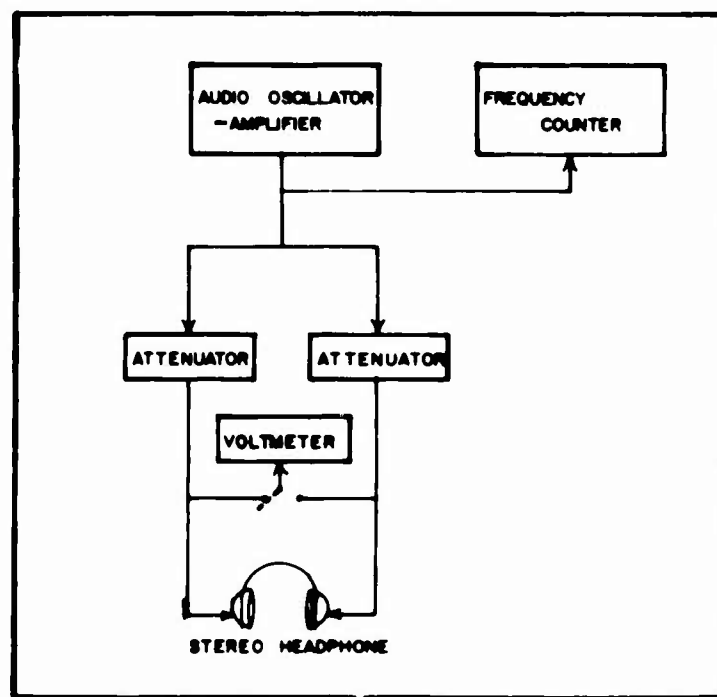 AUDIO OSCILLATOR
-AMPLIFIER
FREQUENCY
COUNTER
ATTENUATOR
ATTENUATOR
VOLTMETER
STEREO HEADPHONE